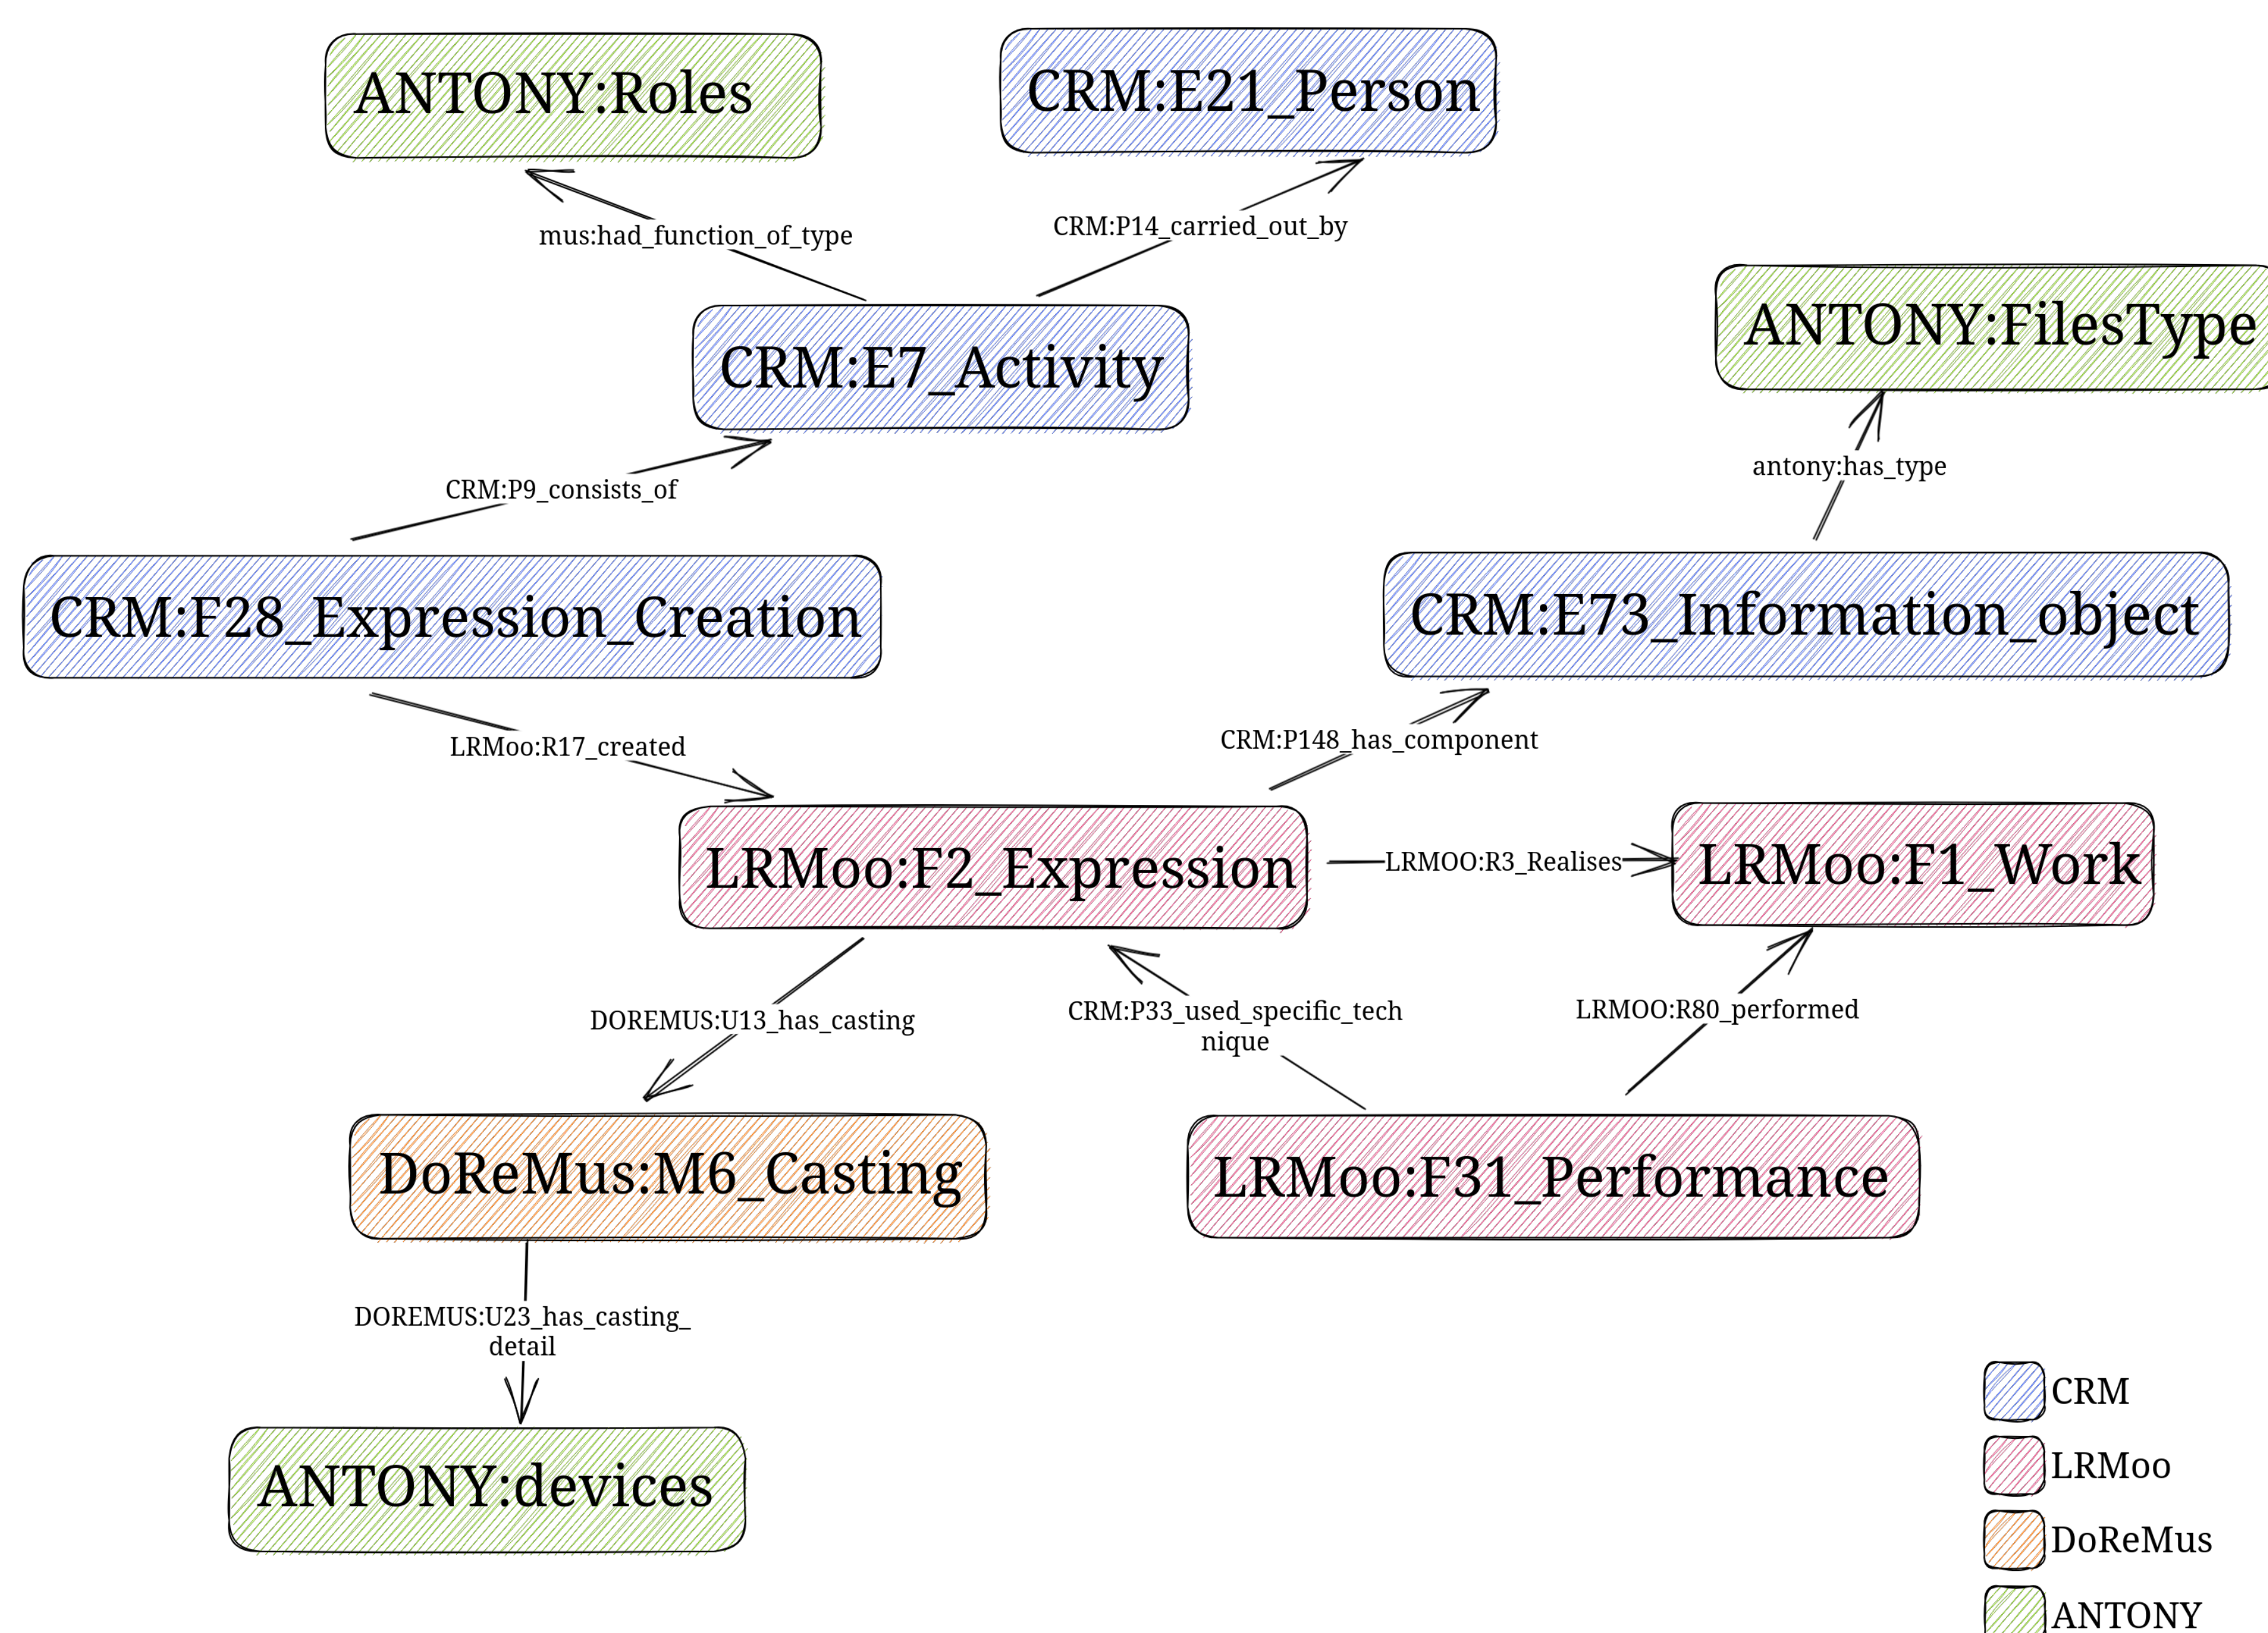 ANTONY:Roles
CRM:E21_Person
mus:had_function_of_type
CRM:P14_carried_out_by
ANTONY:FilesType
CRM:E7_Activity
antony:has_type
CRM:P9_consists_of
CRM:F28_Expression_Creation
CRM:E73_Information_object
LRMoo:R17_created
CRM:P148_has_component
LRMoo:F2_Expression
LRMOO:R3_Realises
LRMoo:F1_Work
DOREMUS:U13_has_casting
CRM:P33_used_specific_tech
nique
LRMOO:R80_performed
DoReMus:M6_Casting
LRMoo:F31_Performance
DOREMUS:U23_has_casting_
detail
ANTONY:devices
CRM
LRMoo
DoReMus
ANTONY